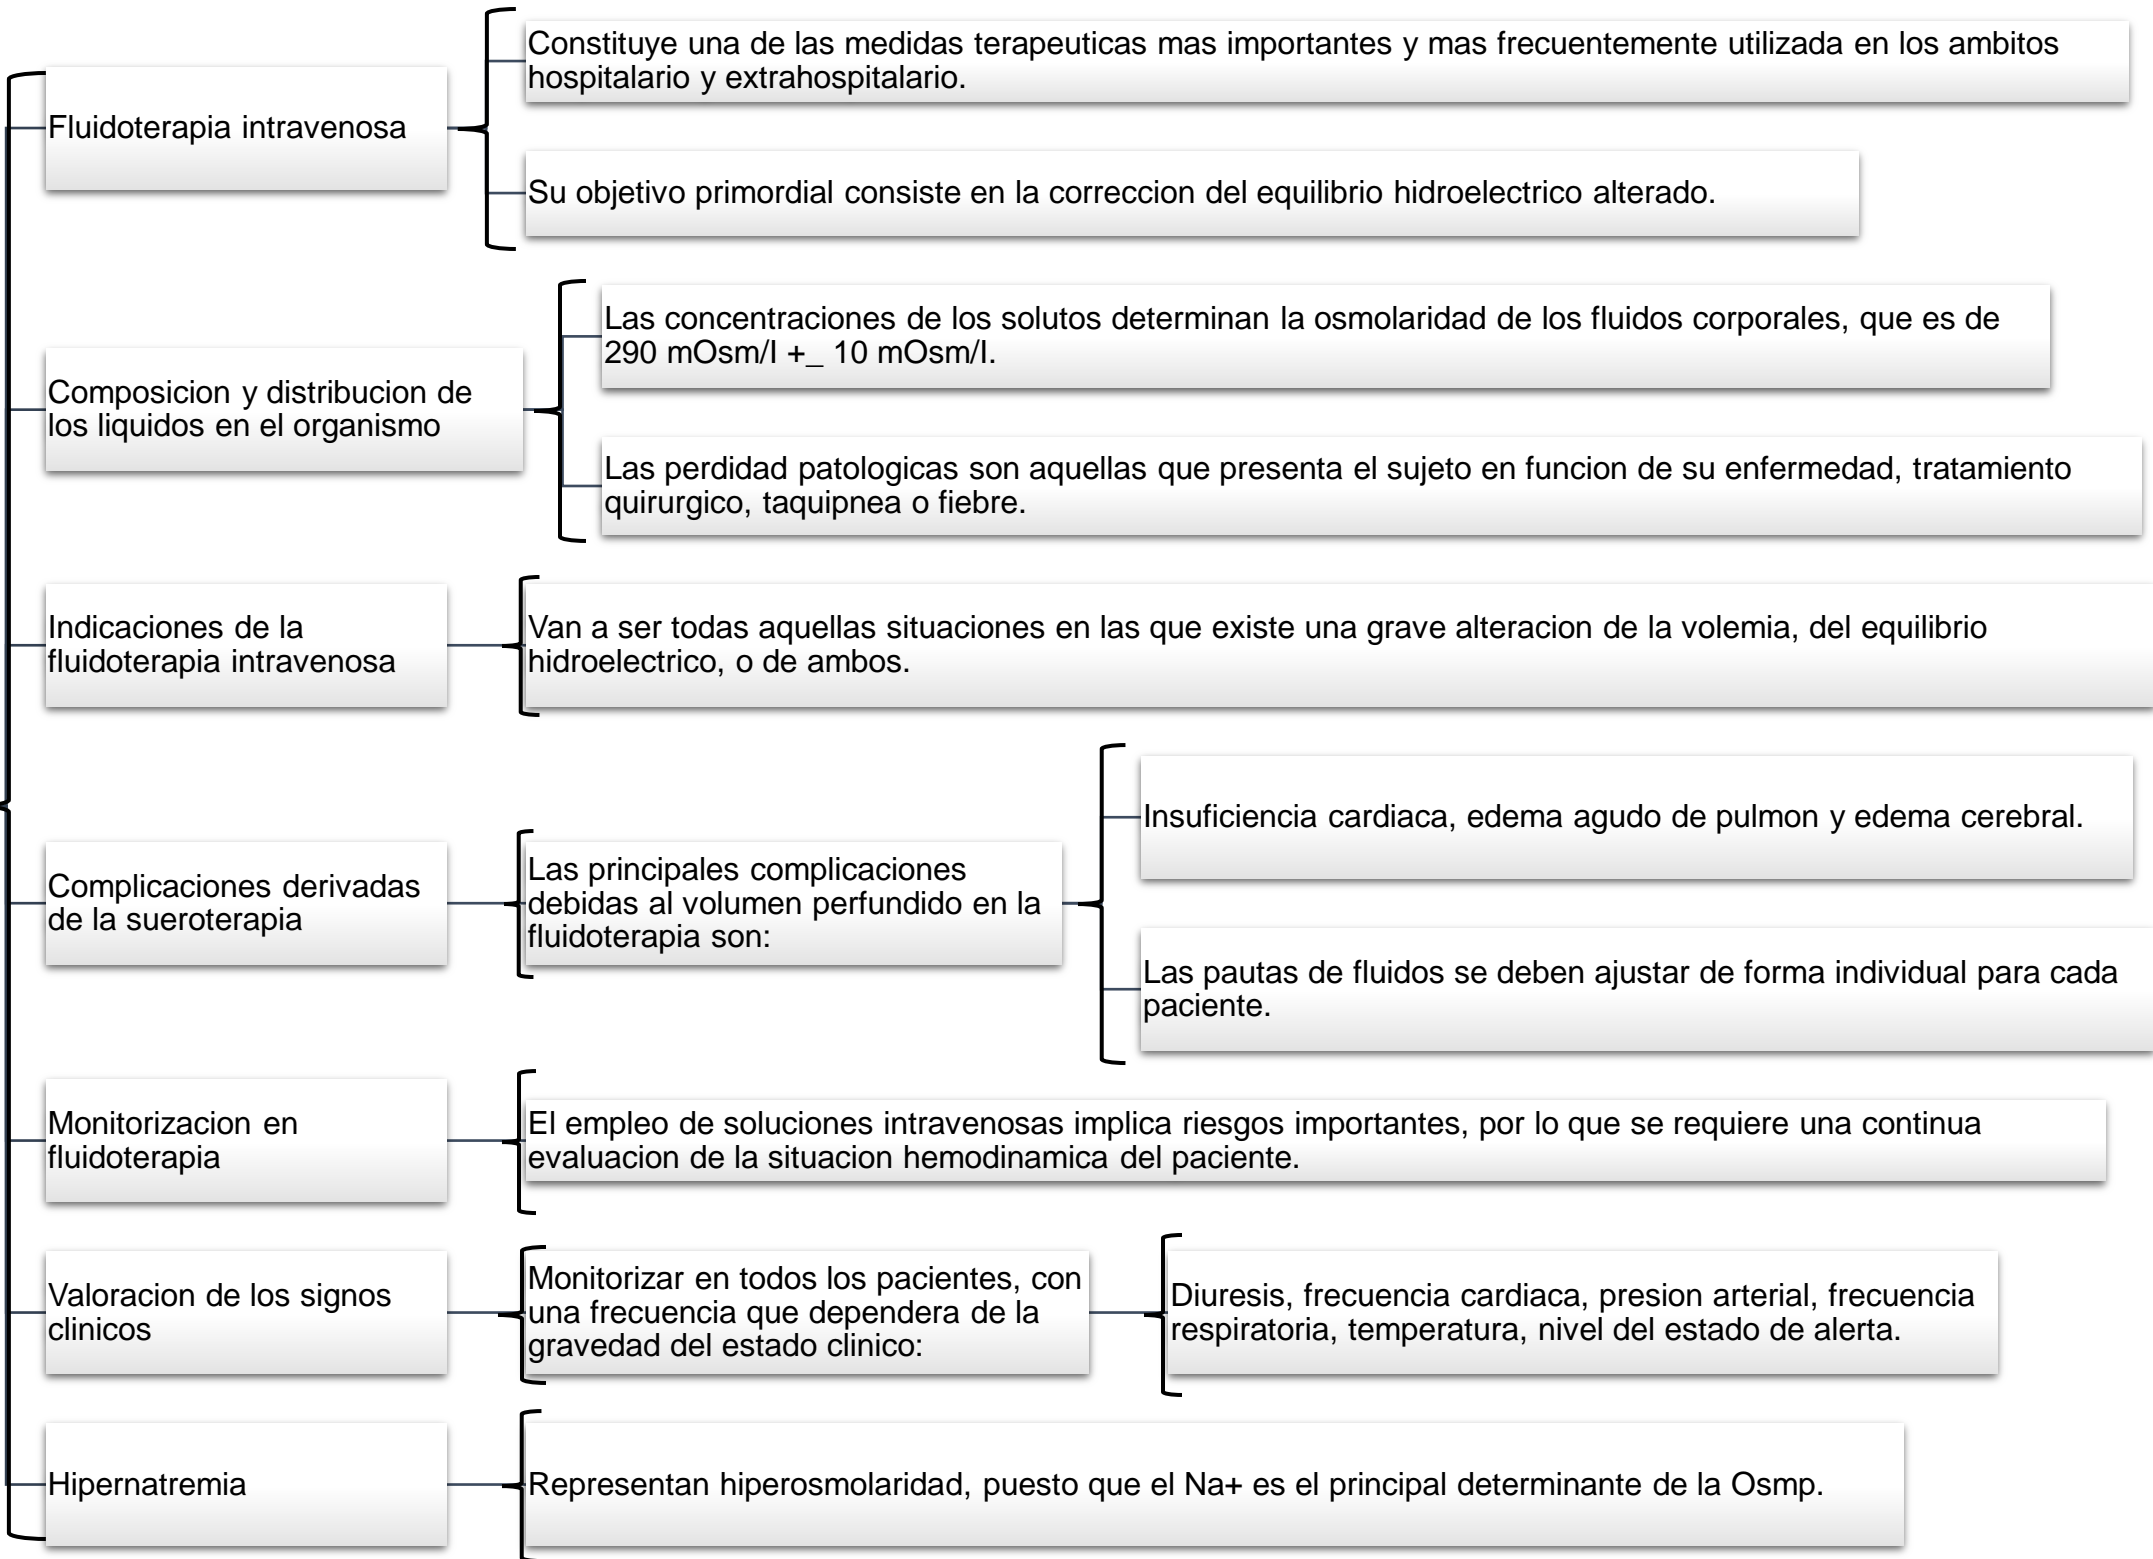 Constituye una de las medidas terapeuticas mas importantes y mas frecuentemente utilizada en los ambitos
hospitalario y extrahospitalario.
Fluidoterapia intravenosa
Su objetivo primordial consiste en la correccion del equilibrio hidroelectrico alterado.
Las concentraciones de los solutos determinan la osmolaridad de los fluidos corporales, que es de
290 mOsm/I +_ 10 mOsm/I.
Composicion y distribucion de
los liquidos en el organismo
Las perdidad patologicas son aquellas que presenta el sujeto en funcion de su enfermedad, tratamiento
quirurgico, taquipnea o fiebre.
Indicaciones de la
fluidoterapia intravenosa
Van a ser todas aquellas situaciones en las que existe una grave alteracion de la volemia, del equilibrio
hidroelectrico, o de ambos.
Complicaciones derivadas
de la sueroterapia
Las principales complicaciones
debidas al volumen perfundido en la
fluidoterapia son:
Insuficiencia cardiaca, edema agudo de pulmon y edema cerebral.
Las pautas de fluidos se deben ajustar de forma individual para cada
paciente.
Monitorizacion en
fluidoterapia
El empleo de soluciones intravenosas implica riesgos importantes, por lo que se requiere una continua
evaluacion de la situacion hemodinamica del paciente.
Valoracion de los signos
clinicos
Monitorizar en todos los pacientes, con
una frecuencia que dependera de la
gravedad del estado clinico:
Diuresis, frecuencia cardiaca, presion arterial, frecuencia
respiratoria, temperatura, nivel del estado de alerta.
Hipernatremia
Representan hiperosmolaridad, puesto que el Na+ es el principal determinante de la Osmp.